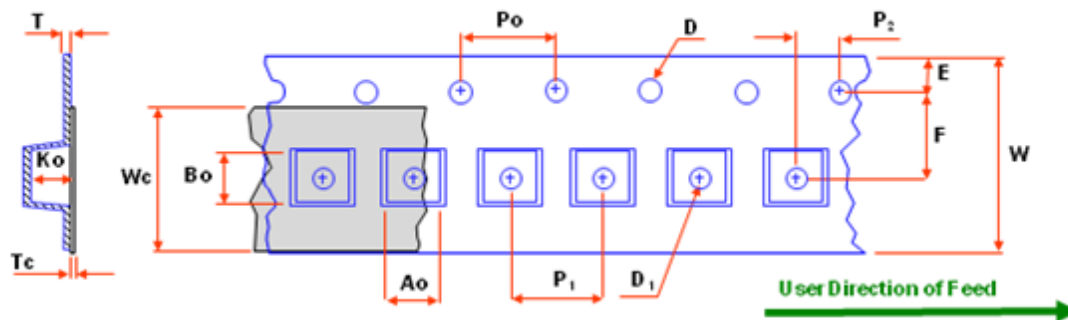 T
Po
D
P₂
E
F
W
Ko
Wc
Bo
Tc
Ao
P₁
D₁
User Direction of Feed